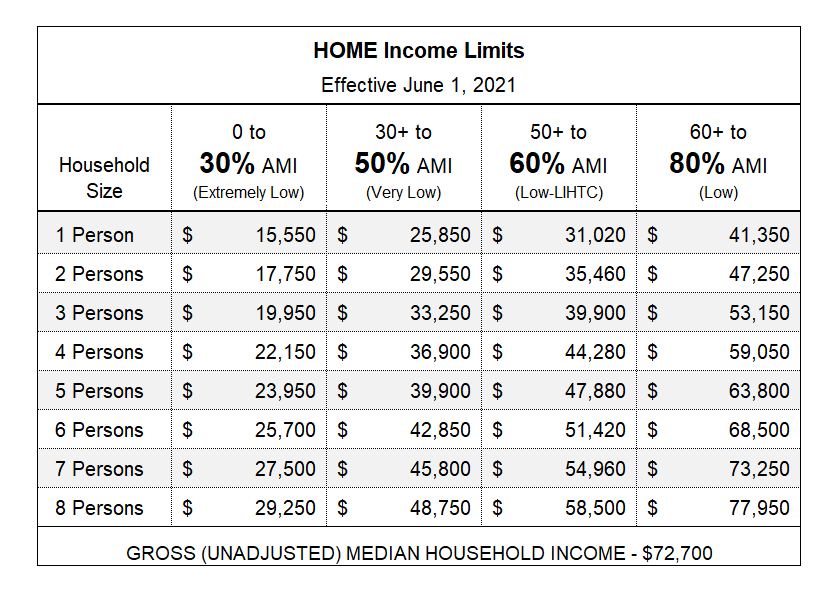 HOME Income Limits
Effective June 1, 2021
Household Size
0 to
30% AMI
(Extremely Low)
30+ to
50% AMI
(Very Low)
50+ to
60% AMI
(Low-LIHTC)
60+ to
80% AMI
(Low)
1 Person $ 15,550 $ 25,850 $ 31,020 $ 41,350
2 Persons $ 17,750 $ 29,550 $ 35,460 $ 47,250
3 Persons $ 19,950 $ 33,250 $ 39,900 $ 53,150
4 Persons $ 22,150 $ 36,900 $ 44,280 $ 59,050
5 Persons $ 23,950 $ 39,900 $ 47,880 $ 63,800
6 Persons $ 25,700 $ 42,850 $ 51,420 $ 68,500
7 Persons $ 27,500 $ 45,800 $ 54,960 $ 73,250
8 Persons $ 29,250 $ 48,750 $ 58,500 $ 77,950
GROSS (UNADJUSTED) MEDIAN HOUSEHOLD INCOME - $72,700